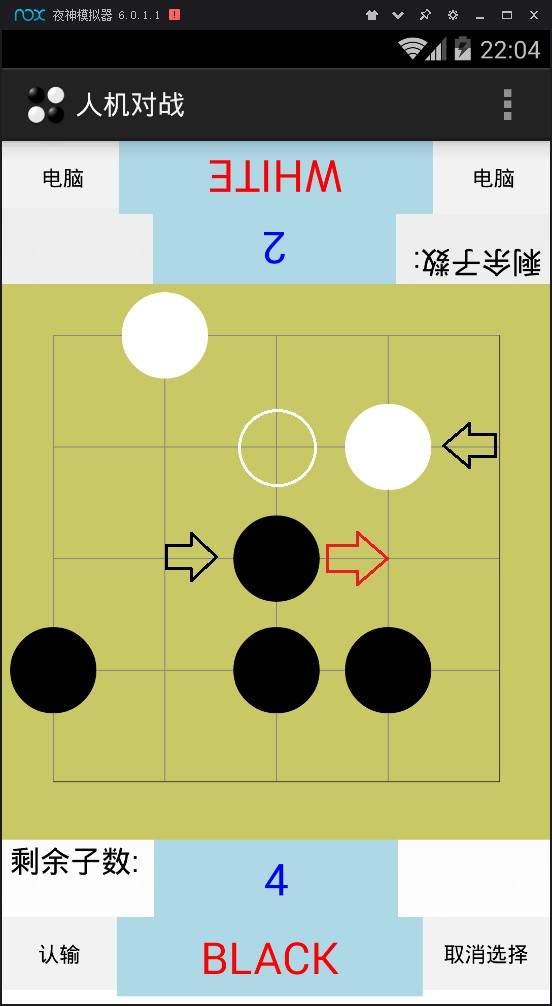 nox 夜神模拟器 6.0.1.1
22:04
人机对战
电脑 WHITE 电脑
2 剩余子数:
剩余子数: 4
认输 BLACK 取消选择